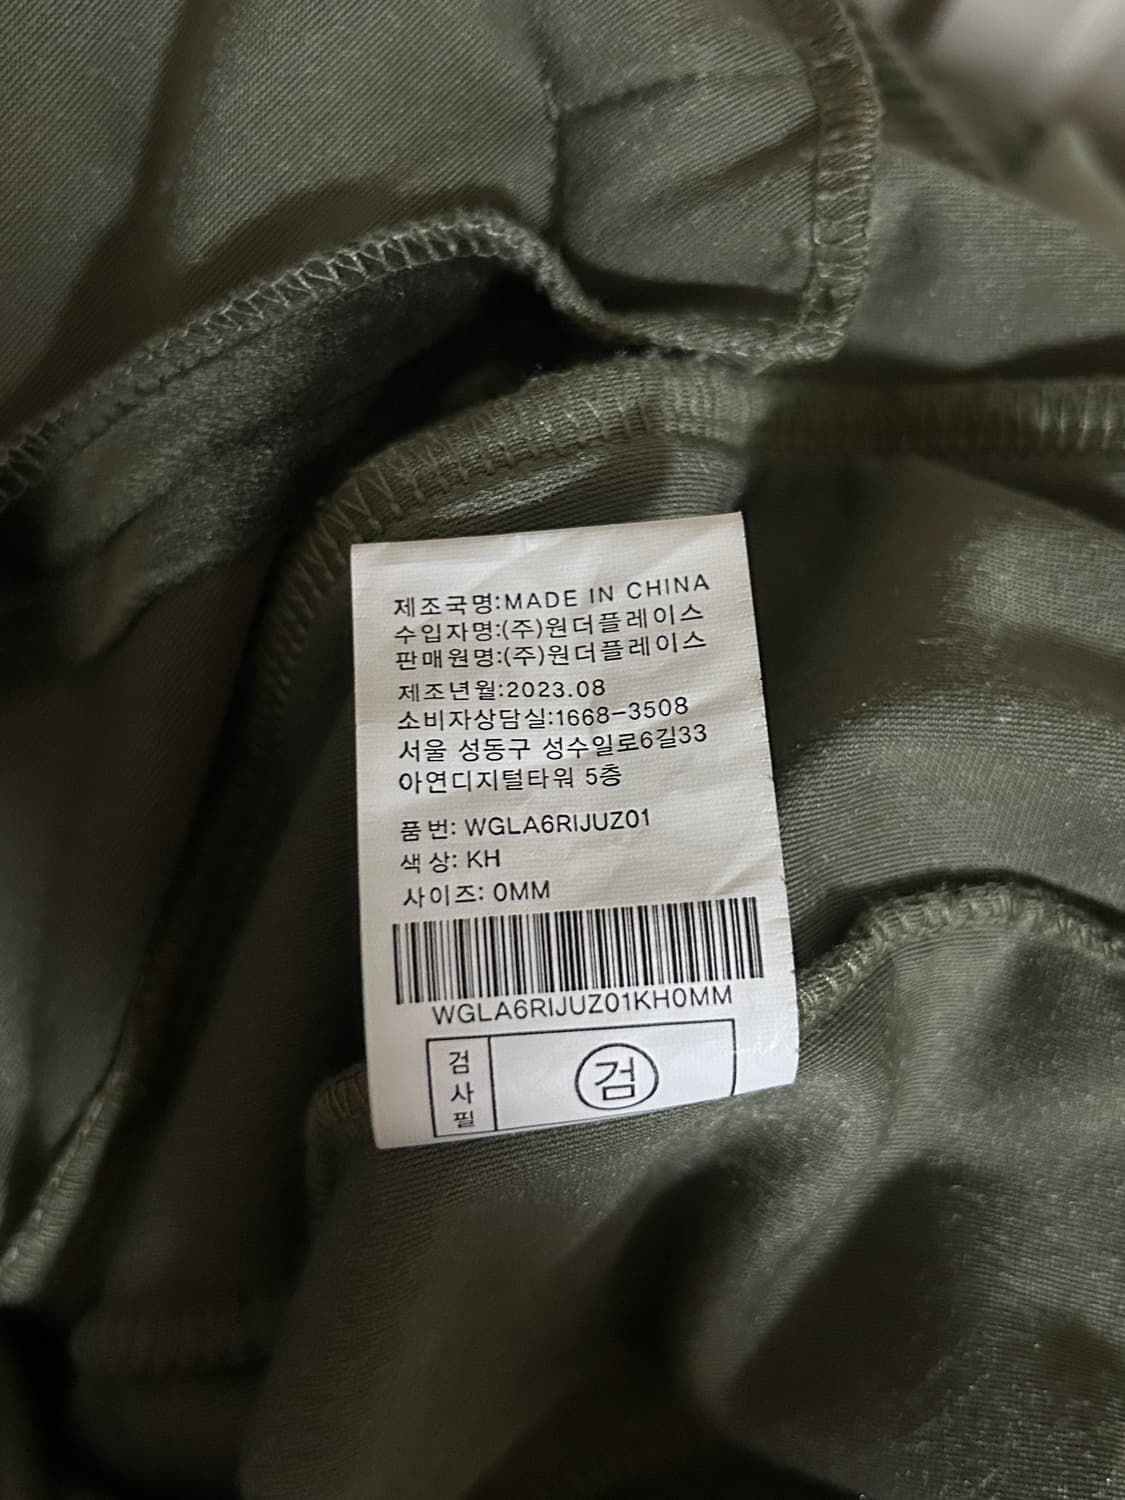 제조국명:MADE IN CHINA
수입자명:(주)원더플레이스
판매원명:(주)원더플레이스
제조년월:2023.08
소비자상담실:1668-3508
서울 성동구 성수일로6길33
아연디지털타워 5층
품번: WGLA6RIJUZ01
색상: KH
사이즈: 0MM
WGLA6RIJUZ01KH0MM
검사필
검